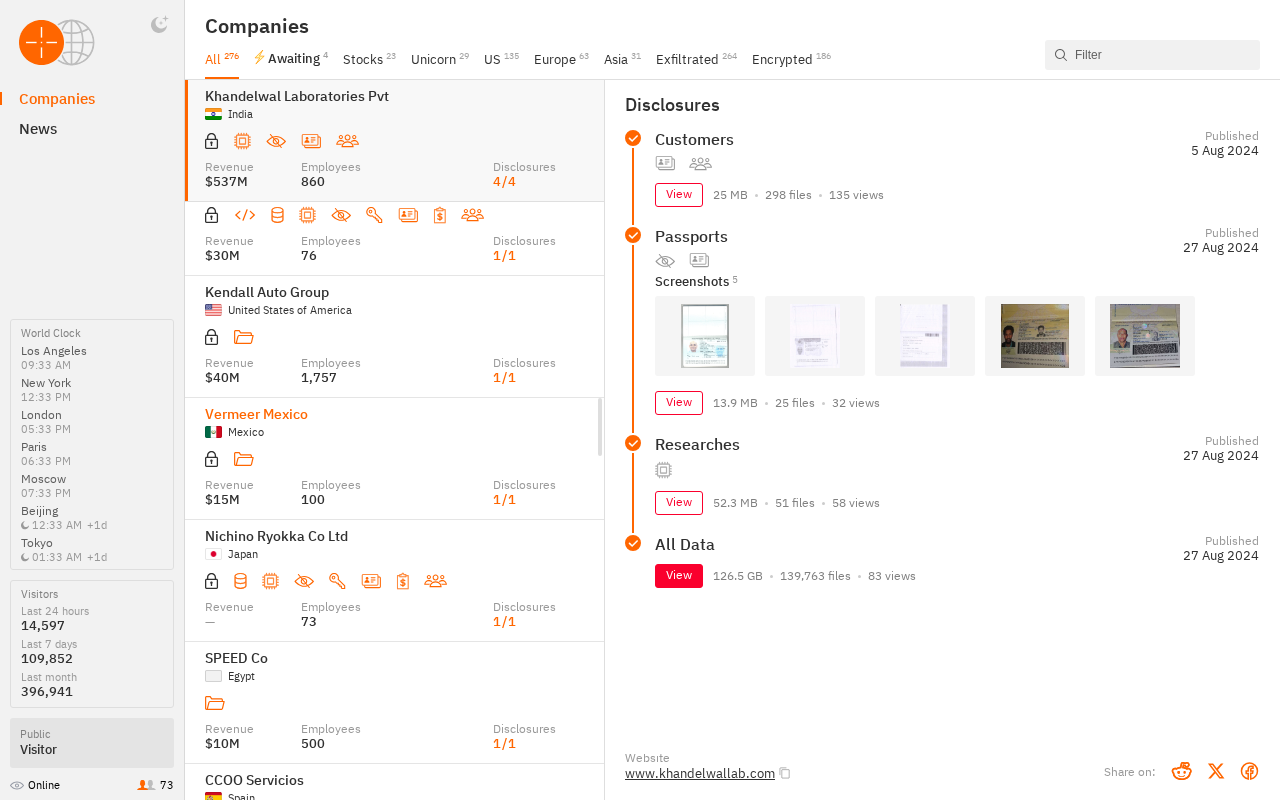 Companies
News
World Clock
Los Angeles
09:33 AM
New York
12:33 PM
London
05:33 PM
Paris
06:33 PM
Moscow
07:33 PM
Beijing
12:33 AM +1d
Tokyo
01:33 AM +1d
Visitors
Last 24 hours
14,597
Last 7 days
109,852
Last month
396,941
Public
Visitor
Online 73
Companies
All 276 Awaiting 4 Stocks 23 Unicorn 29 US 135 Europe 63 Asia 31 Exfiltrated 264 Encrypted 186
Filter
Khandelwal Laboratories Pvt
India
Revenue Employees Disclosures
$537M 860 4/4
Revenue Employees Disclosures
$30M 76 1/1
Kendall Auto Group
United States of America
Revenue Employees Disclosures
$40M 1,757 1/1
Vermeer Mexico
Mexico
Revenue Employees Disclosures
$15M 100 1/1
Nichino Ryokka Co Ltd
Japan
Revenue Employees Disclosures
— 73 1/1
SPEED Co
Egypt
Revenue Employees Disclosures
$10M 500 1/1
CCOO Servicios
Spain
Disclosures
Customers
Published
5 Aug 2024
View 25 MB • 298 files • 135 views
Passports
Published
27 Aug 2024
Screenshots 5
View 13.9 MB • 25 files • 32 views
Researches
Published
27 Aug 2024
View 52.3 MB • 51 files • 58 views
All Data
Published
27 Aug 2024
View 126.5 GB • 139,763 files • 83 views
Website
www.khandelwallab.com
Share on: